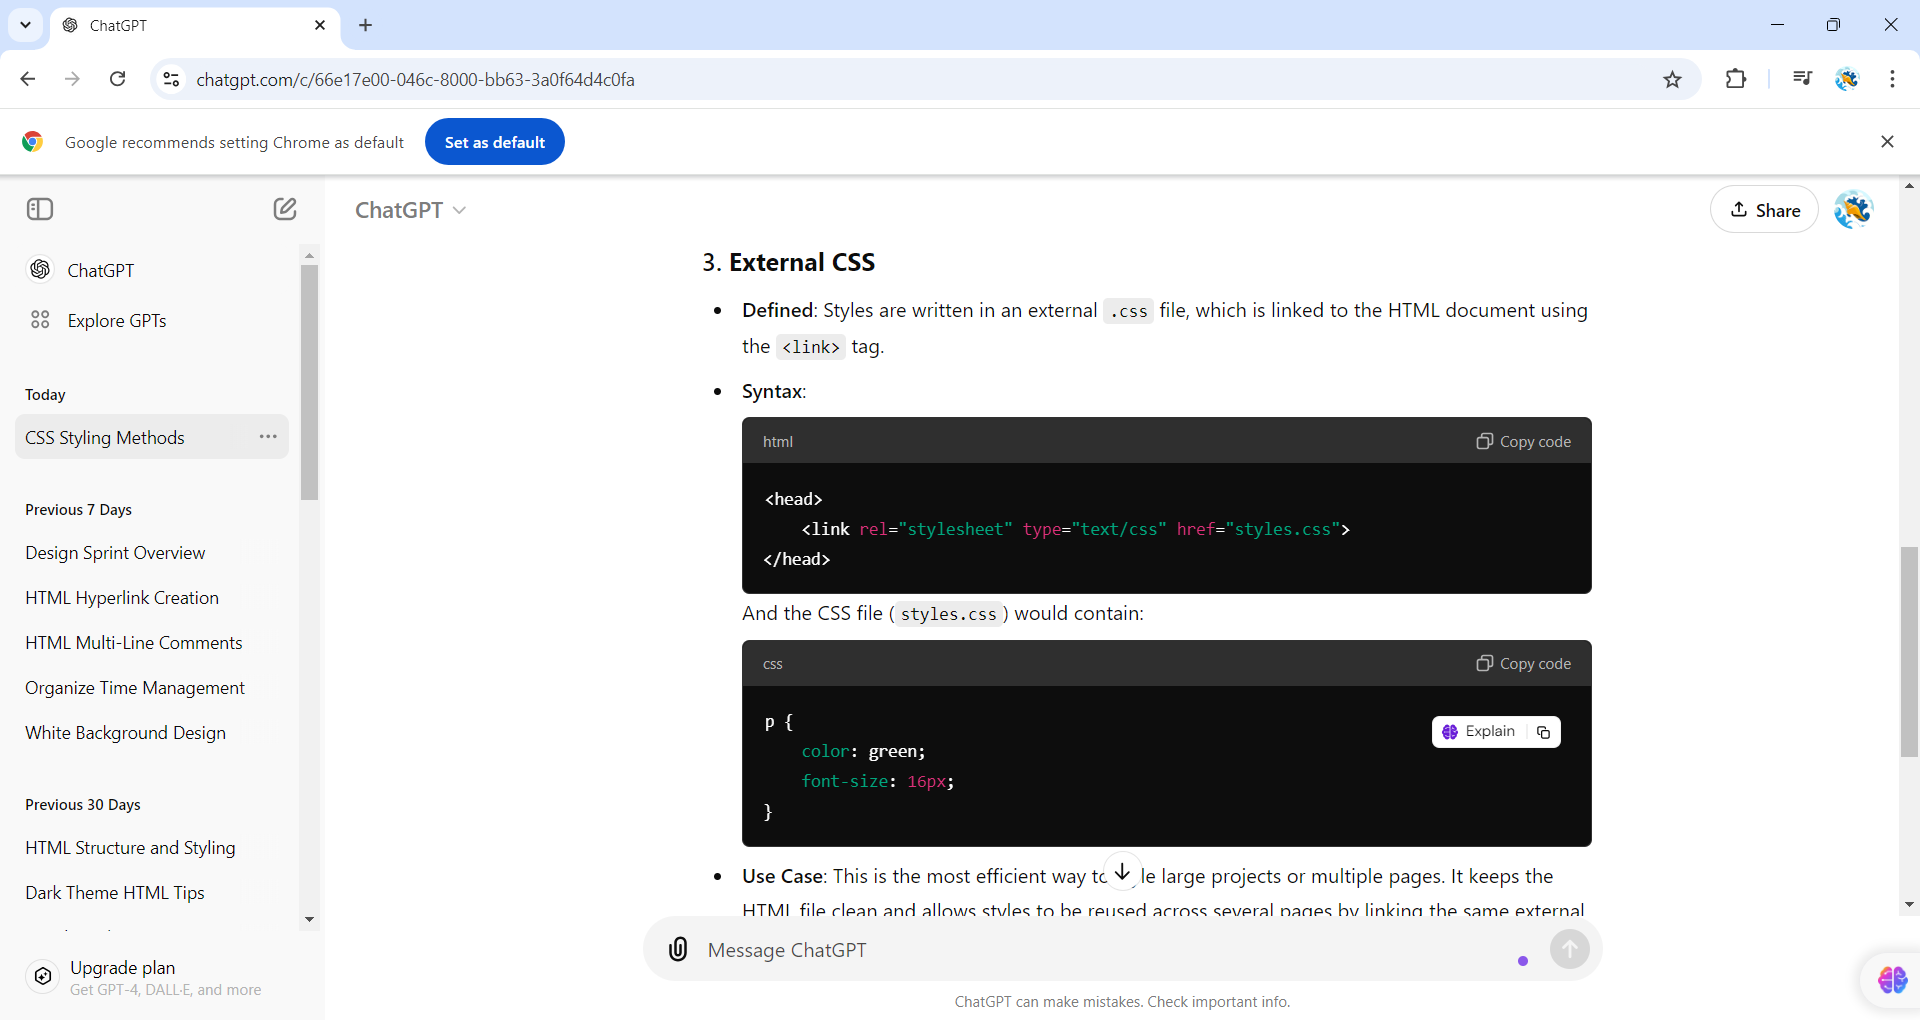 ChatGPT
chatgpt.com/c/66e17e00-046c-8000-bb63-3a0f64d4c0fa
Google recommends setting Chrome as default
Set as default
ChatGPT
Explore GPTs
Today
CSS Styling Methods
Previous 7 Days
Design Sprint Overview
HTML Hyperlink Creation
HTML Multi-Line Comments
Organize Time Management
White Background Design
Previous 30 Days
HTML Structure and Styling
Dark Theme HTML Tips
Upgrade plan
Get GPT-4, DALL·E, and more
ChatGPT
Share
3. External CSS
• Defined: Styles are written in an external .css file, which is linked to the HTML document using
the <link> tag.
• Syntax:
html
Copy code
<head>
    <link rel="stylesheet" type="text/css" href="styles.css">
</head>
And the CSS file (styles.css) would contain:
css
Copy code
p {
    color: green;
    font-size: 16px;
}
Explain
• Use Case: This is the most efficient way to large projects or multiple pages. It keeps the
HTML file clean and allows styles to be reused across several pages by linking the same external
Message ChatGPT
ChatGPT can make mistakes. Check important info.